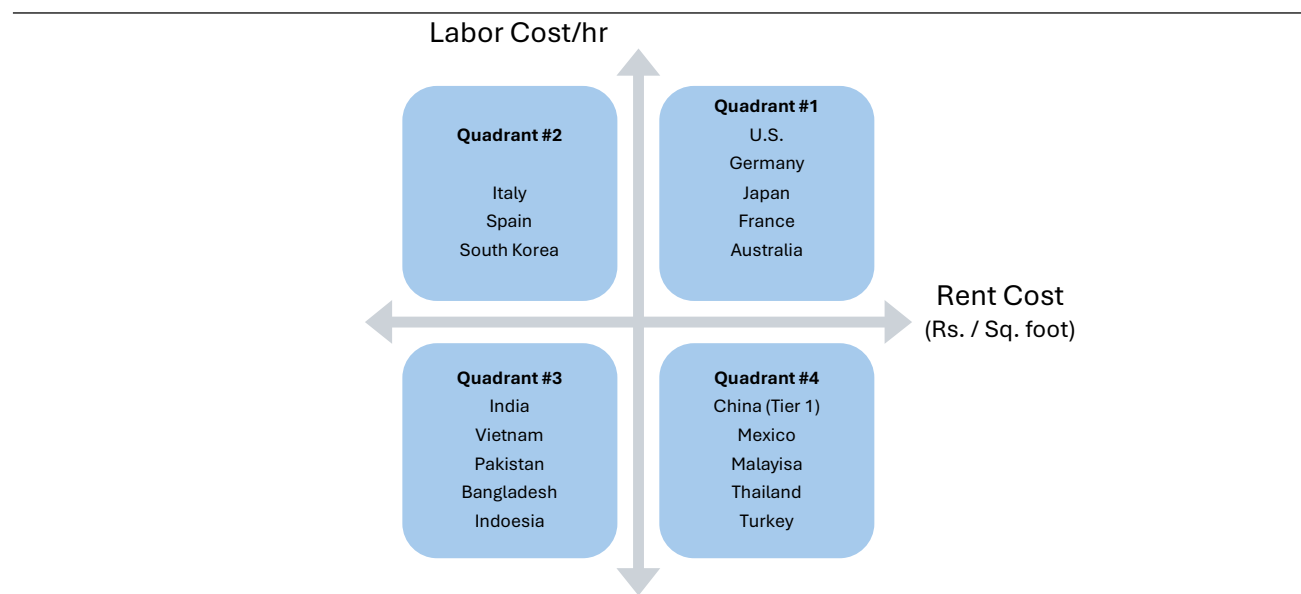 Labor Cost/hr
Quadrant #2
Italy
Spain
South Korea
Quadrant #1
U.S.
Germany
Japan
France
Australia
Rent Cost
(Rs. / Sq. foot)
Quadrant #3
India
Vietnam
Pakistan
Bangladesh
Indoesia
Quadrant #4
China (Tier 1)
Mexico
Malayisa
Thailand
Turkey